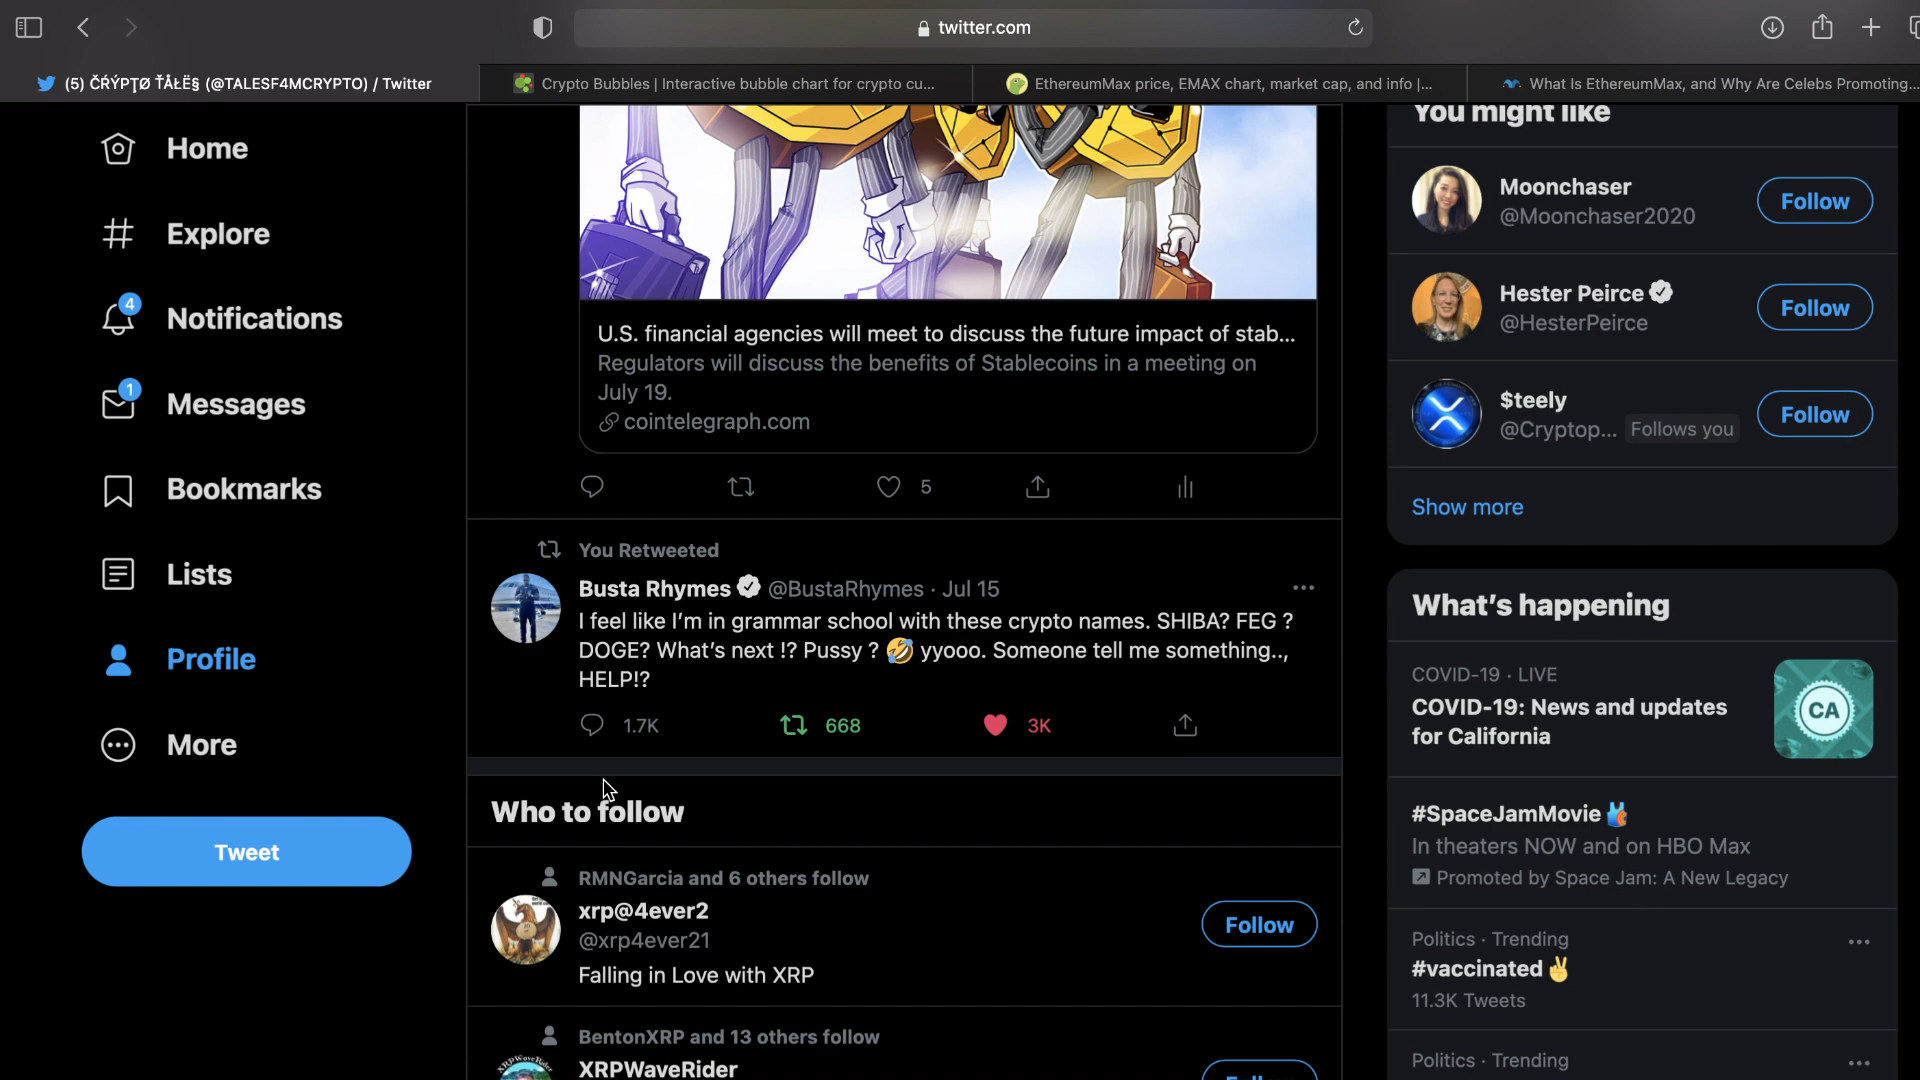 twitter.com
(5) ČŔÝPŢØ ŤÅŁË§ (@TALESF4MCRYPTO) / Twitter
Crypto Bubbles | Interactive bubble chart for crypto cu...
EthereumMax price, EMAX chart, market cap, and info |...
What Is EthereumMax, and Why Are Celebs Promoting...
Home
Explore
4
Notifications
1
Messages
Bookmarks
Lists
Profile
More
Tweet
U.S. financial agencies will meet to discuss the future impact of stab...
Regulators will discuss the benefits of Stablecoins in a meeting on
July 19.
cointelegraph.com
5
You Retweeted
Busta Rhymes @BustaRhymes · Jul 15
I feel like I'm in grammar school with these crypto names. SHIBA? FEG ?
DOGE? What's next !? Pussy ? 🤣 yyooo. Someone tell me something..,
HELP!?
1.7K 668 3K
Who to follow
RMNGarcia and 6 others follow
xrp@4ever2
@xrp4ever21
Follow
Falling in Love with XRP
BentonXRP and 13 others follow
XRPWaveRider
You might like
Moonchaser
@Moonchaser2020
Follow
Hester Peirce
@HesterPeirce
Follow
$teely
@Cryptop... Follows you
Follow
Show more
What's happening
COVID-19 · LIVE
COVID-19: News and updates
for California
CA
#SpaceJamMovie
In theaters NOW and on HBO Max
Promoted by Space Jam: A New Legacy
Politics · Trending
#vaccinated ✌
11.3K Tweets
Politics · Trending